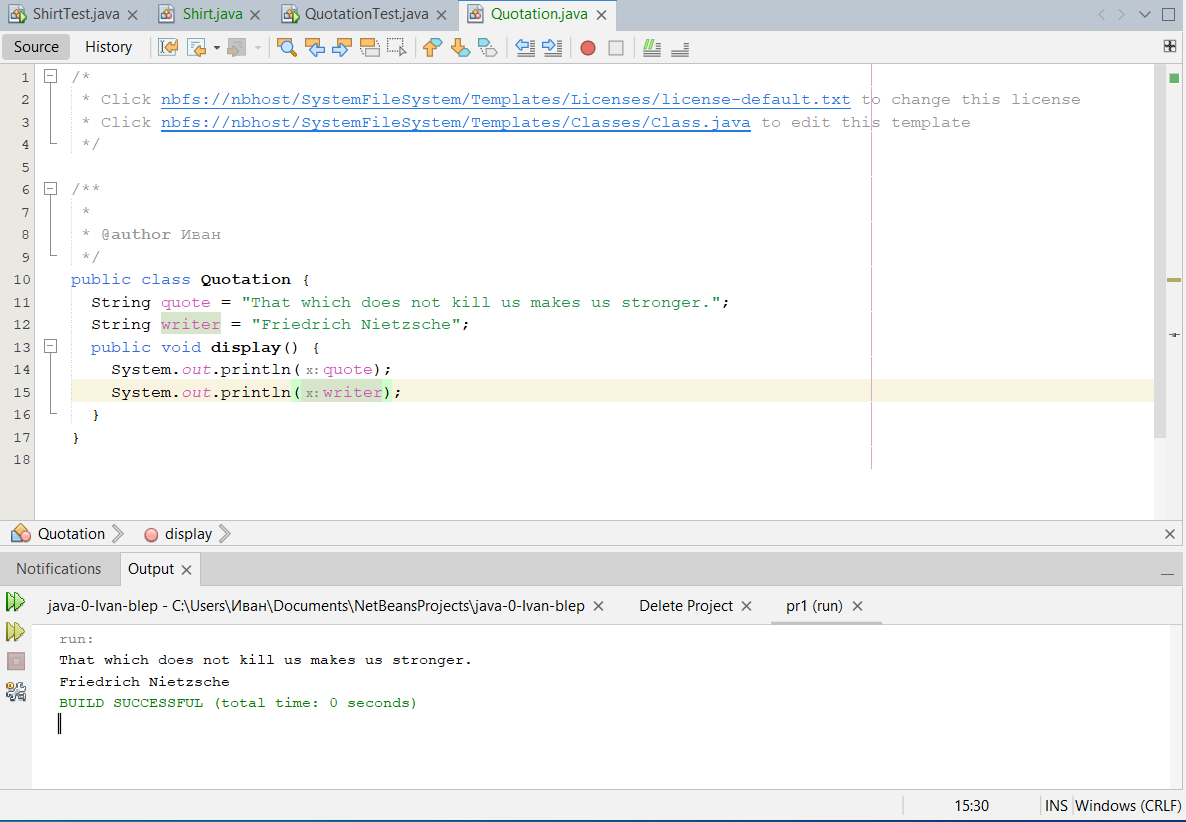 ShirtTest.java Shirt.java QuotationTest.java Quotation.java
Source History
1 /*
2 * Click nbfs://nbhost/SystemFileSystem/Templates/Licenses/license-default.txt to change this license
3 * Click nbfs://nbhost/SystemFileSystem/Templates/Classes/Class.java to edit this template
4 */
5
6 /**
7 *
8 * @author Иван
9 */
10 public class Quotation {
11 String quote = "That which does not kill us makes us stronger.";
12 String writer = "Friedrich Nietzsche";
13 public void display() {
14 System.out.println(x:quote);
15 System.out.println(x:writer);
16 }
17 }
18
Quotation display
Notifications Output
java-0-Ivan-blep - C:\Users\Иван\Documents\NetBeansProjects\java-0-Ivan-blep Delete Project pr1 (run)
run:
That which does not kill us makes us stronger.
Friedrich Nietzsche
BUILD SUCCESSFUL (total time: 0 seconds)
15:30 INS Windows (CRLF)